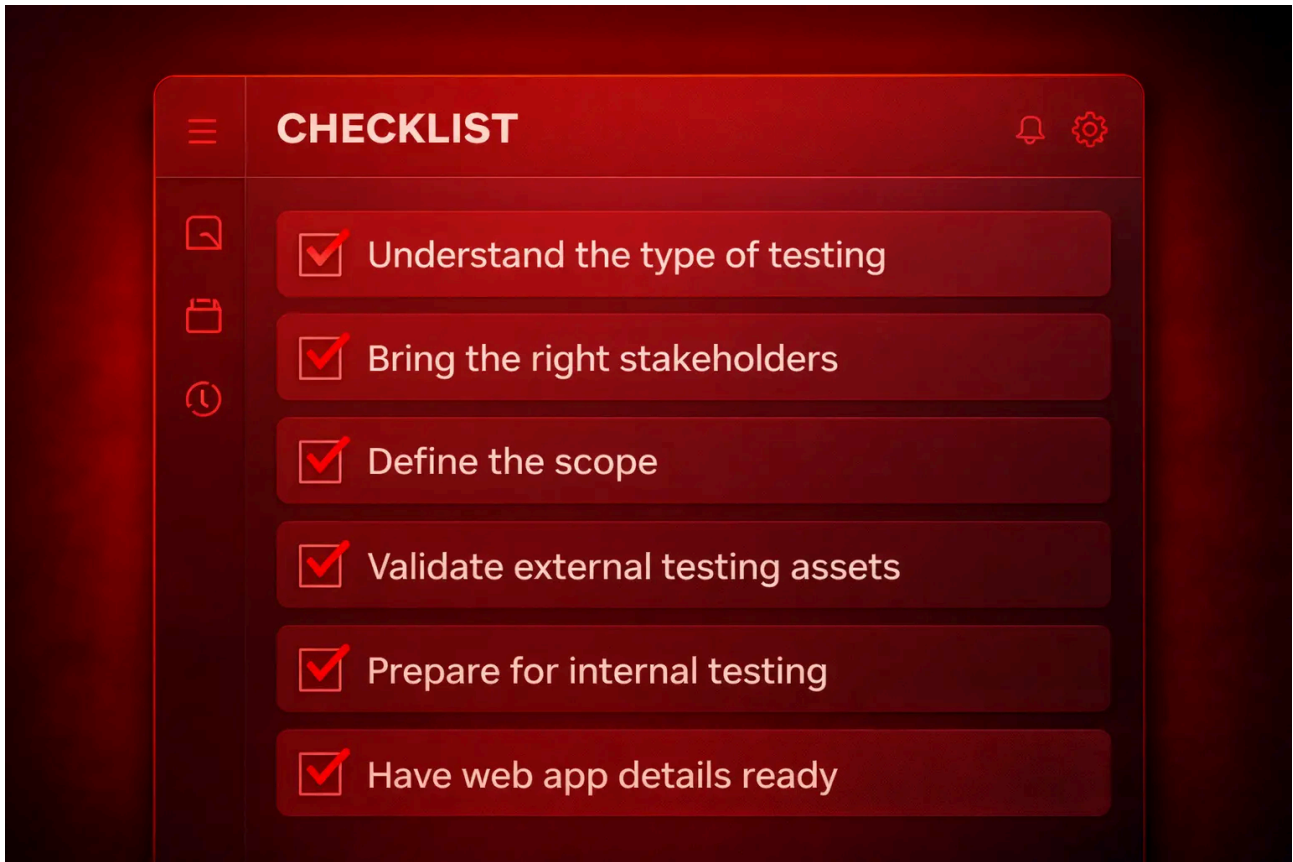 CHECKLIST
Understand the type of testing
Bring the right stakeholders
Define the scope
Validate external testing assets
Prepare for internal testing
Have web app details ready